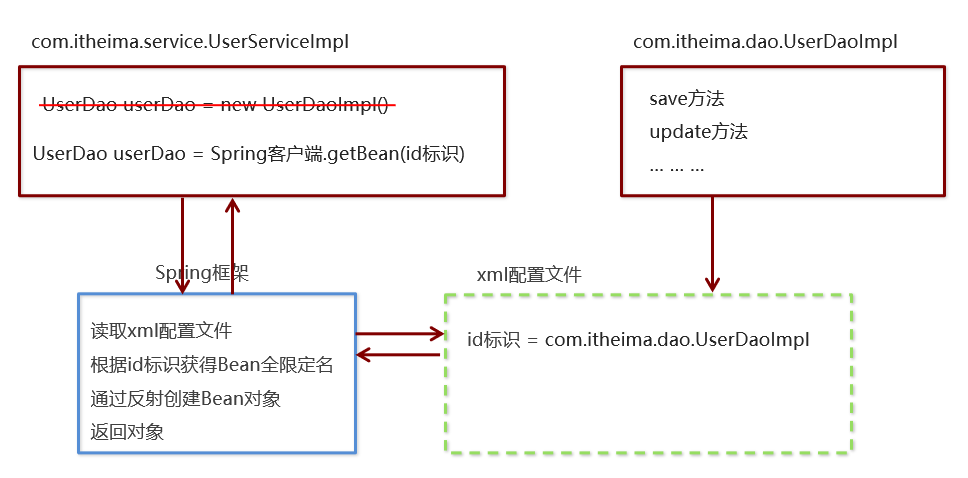 com.itheima.service.UserServiceImpl
com.itheima.dao.UserDaoImpl
UserDao userDao = new UserDaoImpl()
UserDao userDao = Spring客户端.getBean(id标识)
save方法
update方法
... ... ...
Spring框架
xml配置文件
读取xml配置文件
根据id标识获得Bean全限定名
通过反射创建Bean对象
返回对象
id标识 = com.itheima.dao.UserDaoImpl